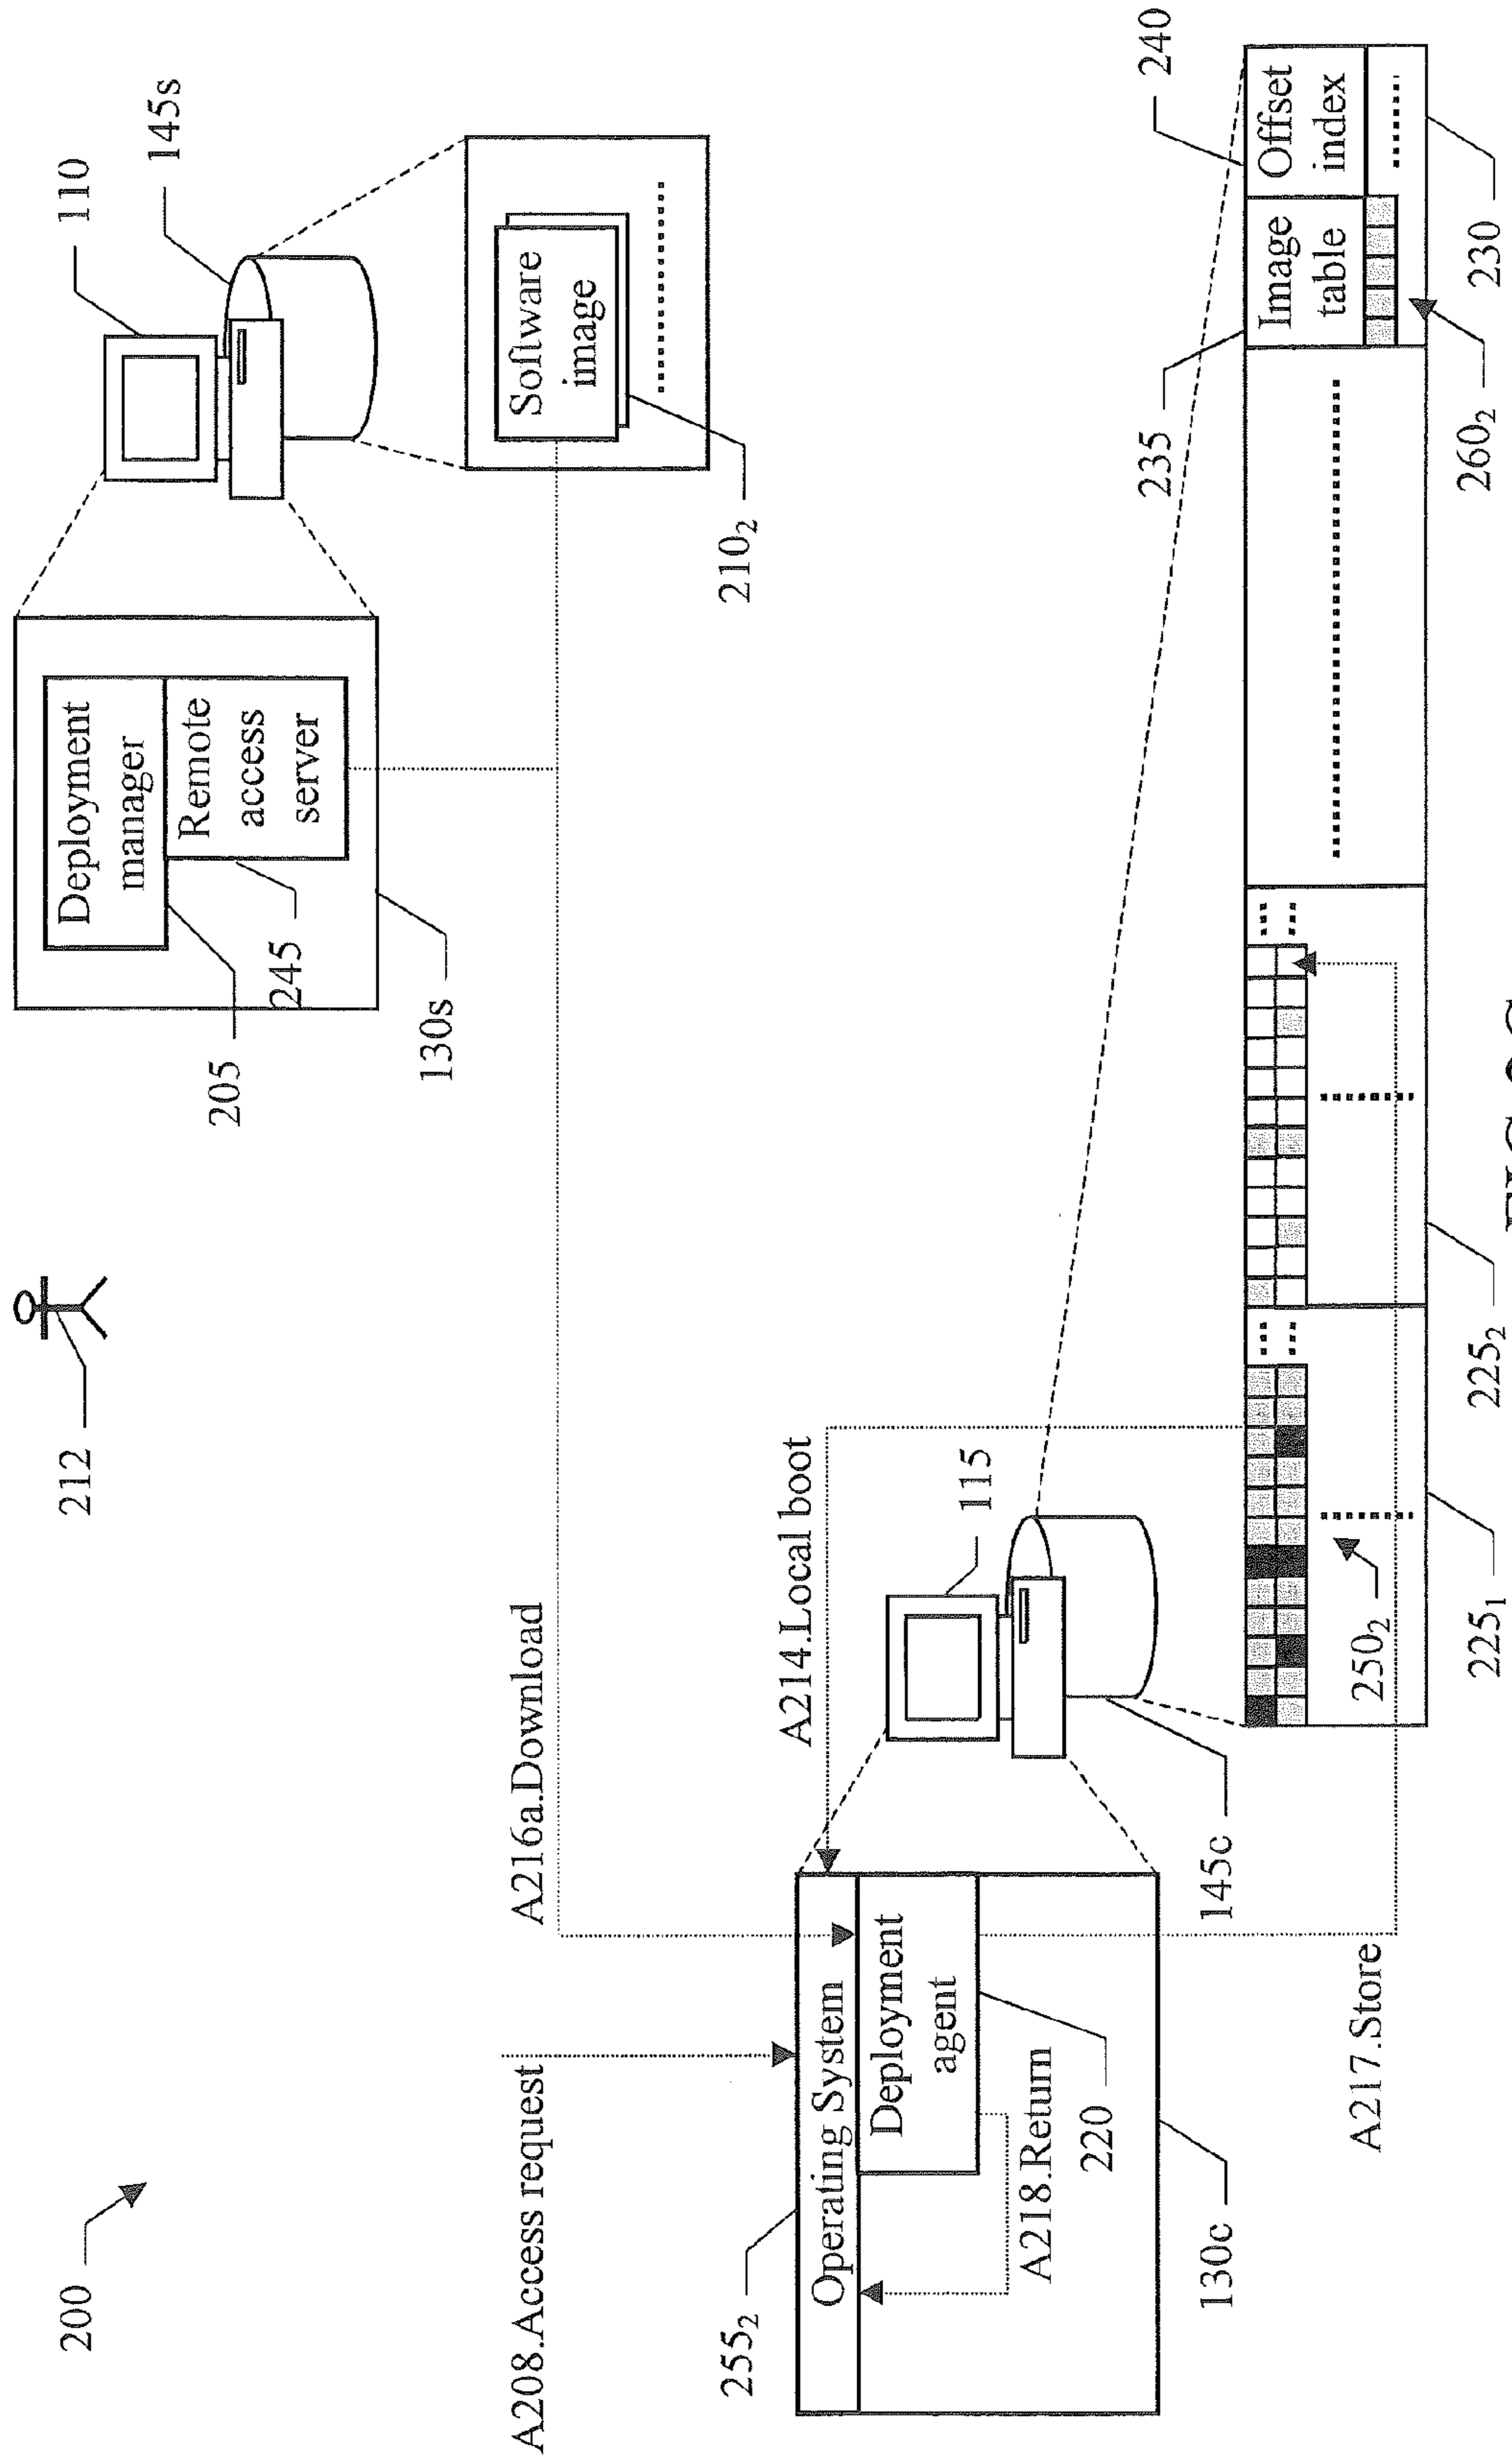 200
212
Deployment
manager
Remote
access
server
205
245
130s
110
145s
Software
image
210₂
A208.Access request
A216a.Download
A214.Local boot
255₂
Operating System
Deployment
agent
A218.Return
220
130c
115
145c
A217.Store
250₂
225₁
225₂
235
Image
table
240
Offset
index
260₂
230